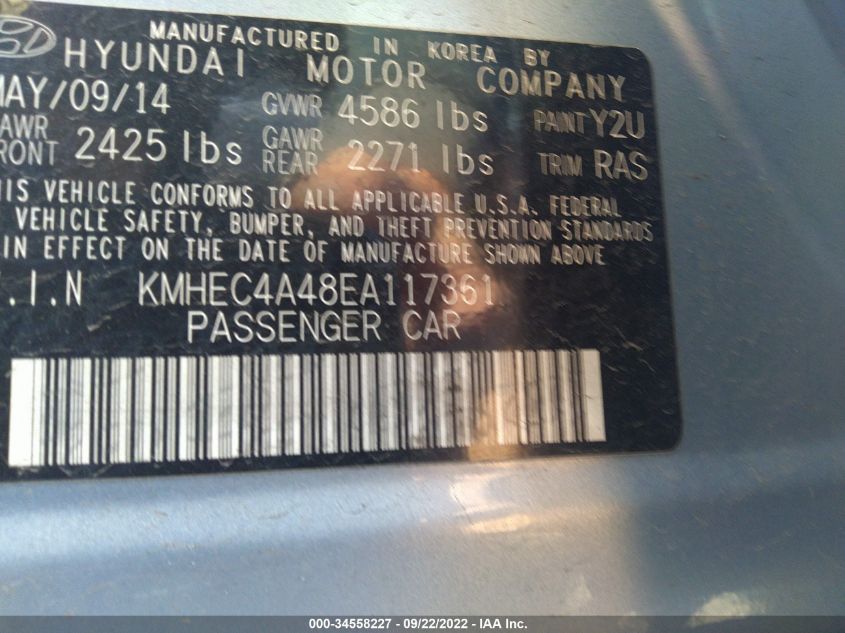 MANUFACTURED IN KOREA BY
HYUNDAI MOTOR COMPANY
MAY/09/14 GVWR 4586 lbs PAINT Y2U
GAWR FRONT 2425 lbs GAWR REAR 2271 lbs TRIM RAS
THIS VEHICLE CONFORMS TO ALL APPLICABLE U.S.A. FEDERAL
VEHICLE SAFETY, BUMPER, AND THEFT PREVENTION STANDARDS
IN EFFECT ON THE DATE OF MANUFACTURE SHOWN ABOVE
V.I.N KMHEC4A48EA117361
PASSENGER CAR
000-34558227 - 09/22/2022 - IAA Inc.